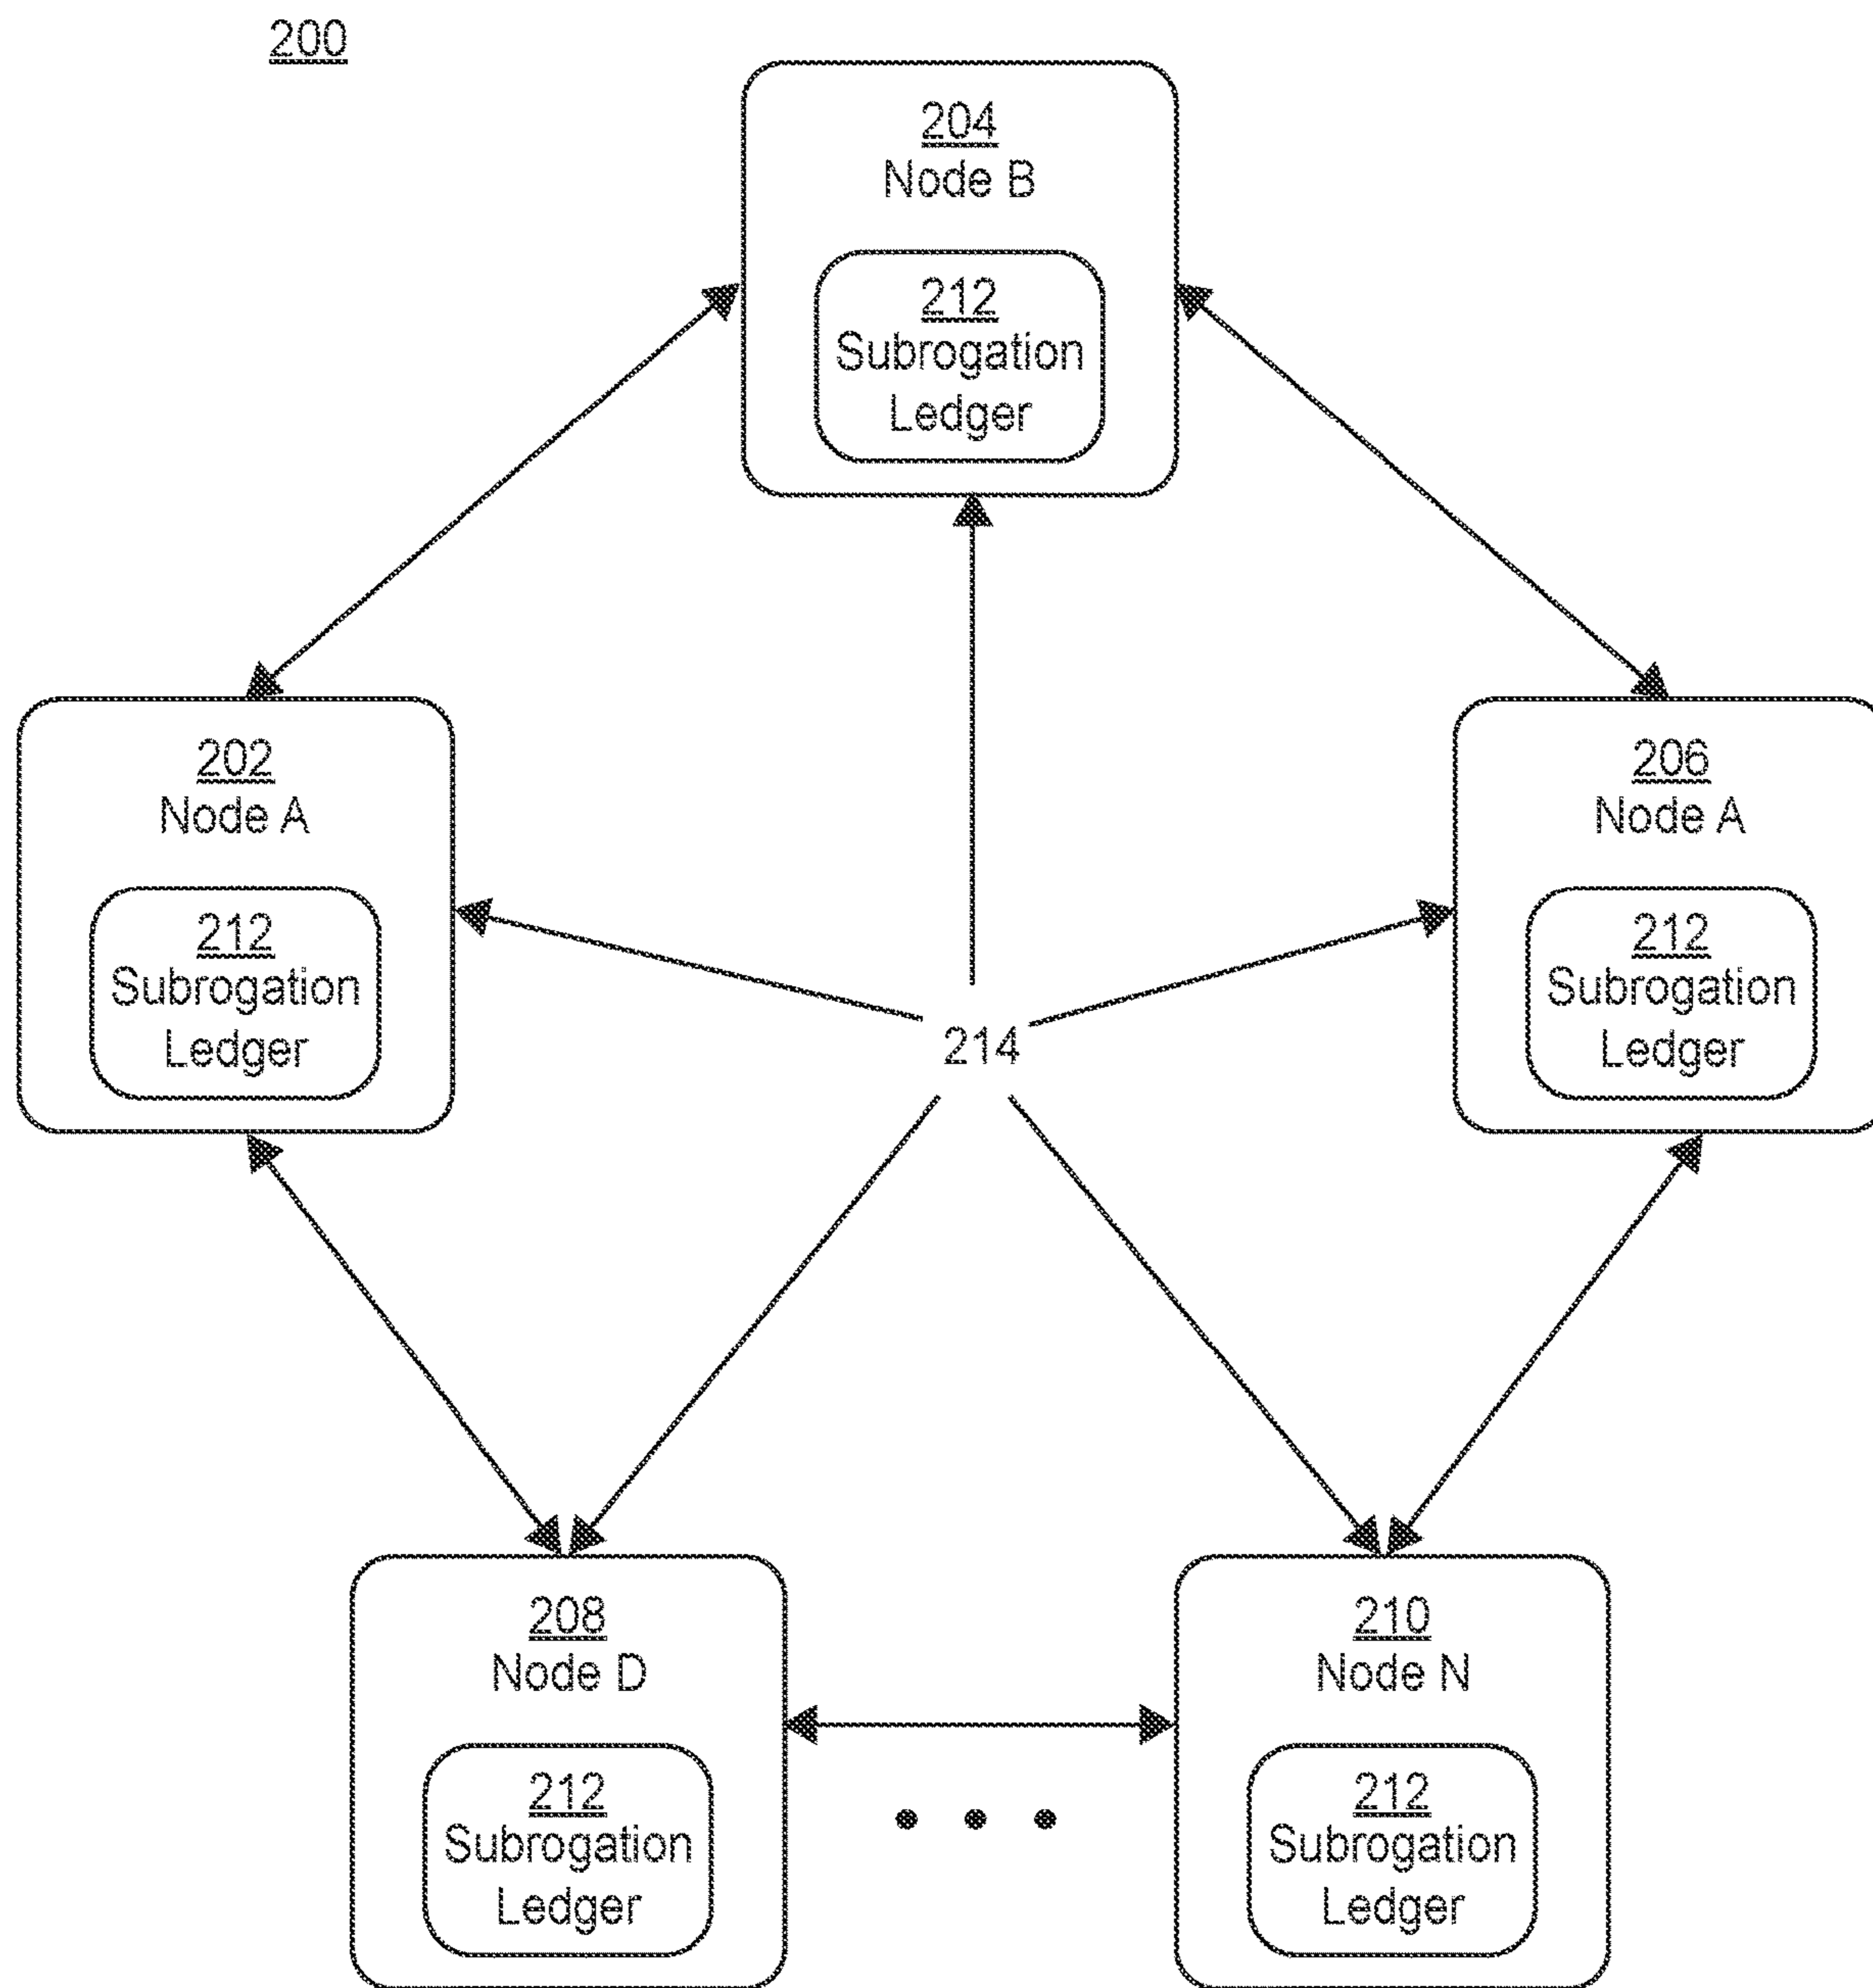 200
204
Node B
212
Subrogation
Ledger
202
Node A
212
Subrogation
Ledger
206
Node A
212
Subrogation
Ledger
214
208
Node D
212
Subrogation
Ledger
210
Node N
212
Subrogation
Ledger